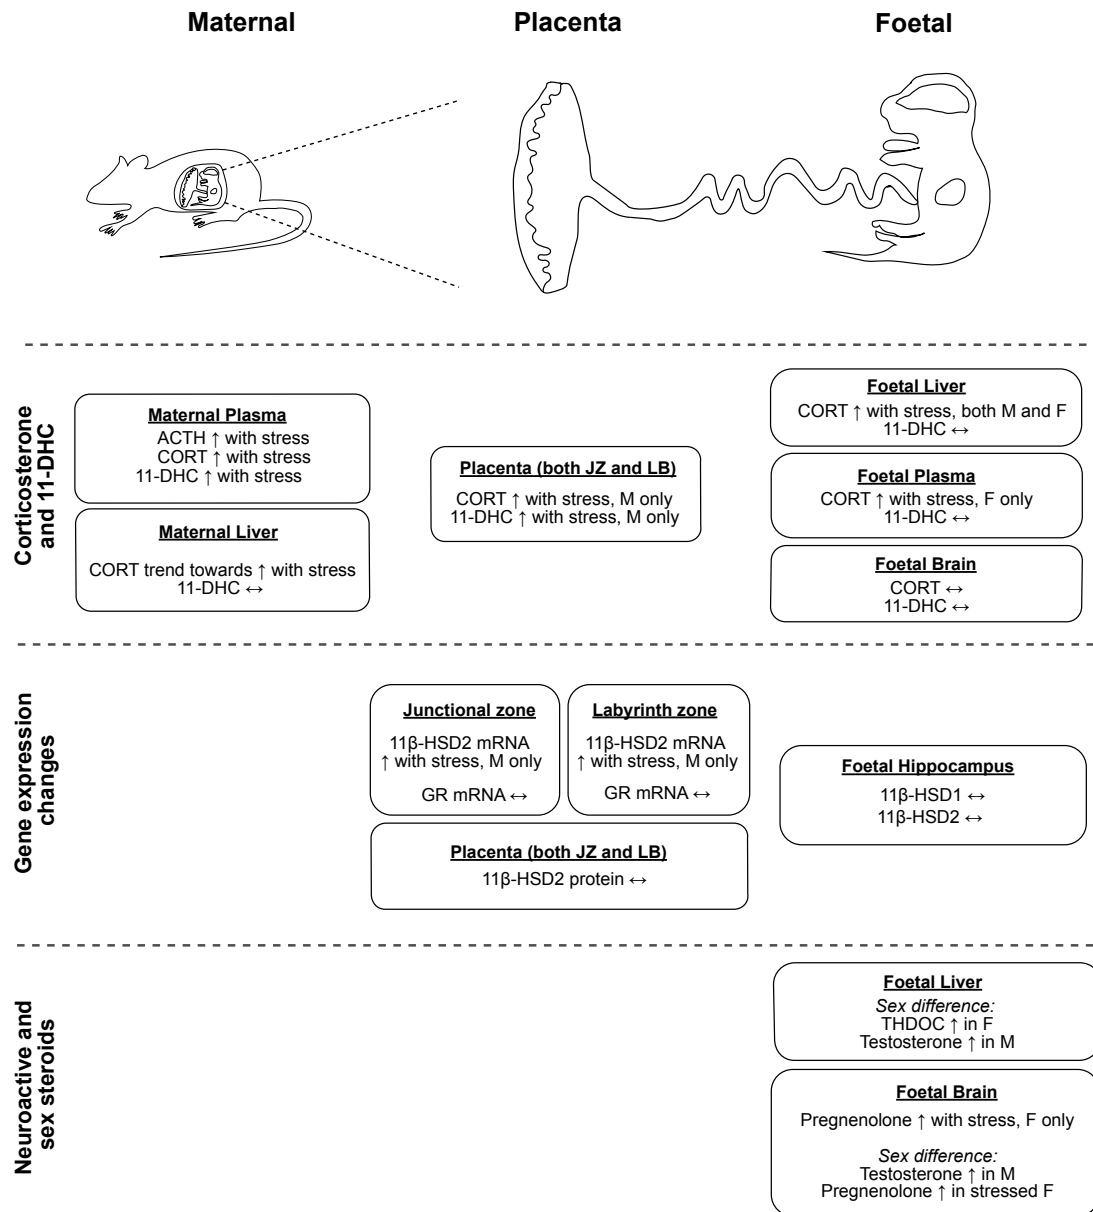 Maternal
Placenta
Foetal
Corticosterone
and 11-DHC
Maternal Plasma
ACTH ↑ with stress
CORT ↑ with stress
11-DHC ↑ with stress
Maternal Liver
CORT trend towards ↑ with stress
11-DHC ↔
Placenta (both JZ and LB)
CORT ↑ with stress, M only
11-DHC ↑ with stress, M only
Foetal Liver
CORT ↑ with stress, both M and F
11-DHC ↔
Foetal Plasma
CORT ↑ with stress, F only
11-DHC ↔
Foetal Brain
CORT ↔
11-DHC ↔
Gene expression
changes
Junctional zone
11β-HSD2 mRNA
↑ with stress, M only
GR mRNA ↔
Labyrinth zone
11β-HSD2 mRNA
↑ with stress, M only
GR mRNA ↔
Placenta (both JZ and LB)
11β-HSD2 protein ↔
Foetal Hippocampus
11β-HSD1 ↔
11β-HSD2 ↔
Neuroactive and
sex steroids
Foetal Liver
Sex difference:
THDOC ↑ in F
Testosterone ↑ in M
Foetal Brain
Pregnenolone ↑ with stress, F only
Sex difference:
Testosterone ↑ in M
Pregnenolone ↑ in stressed F